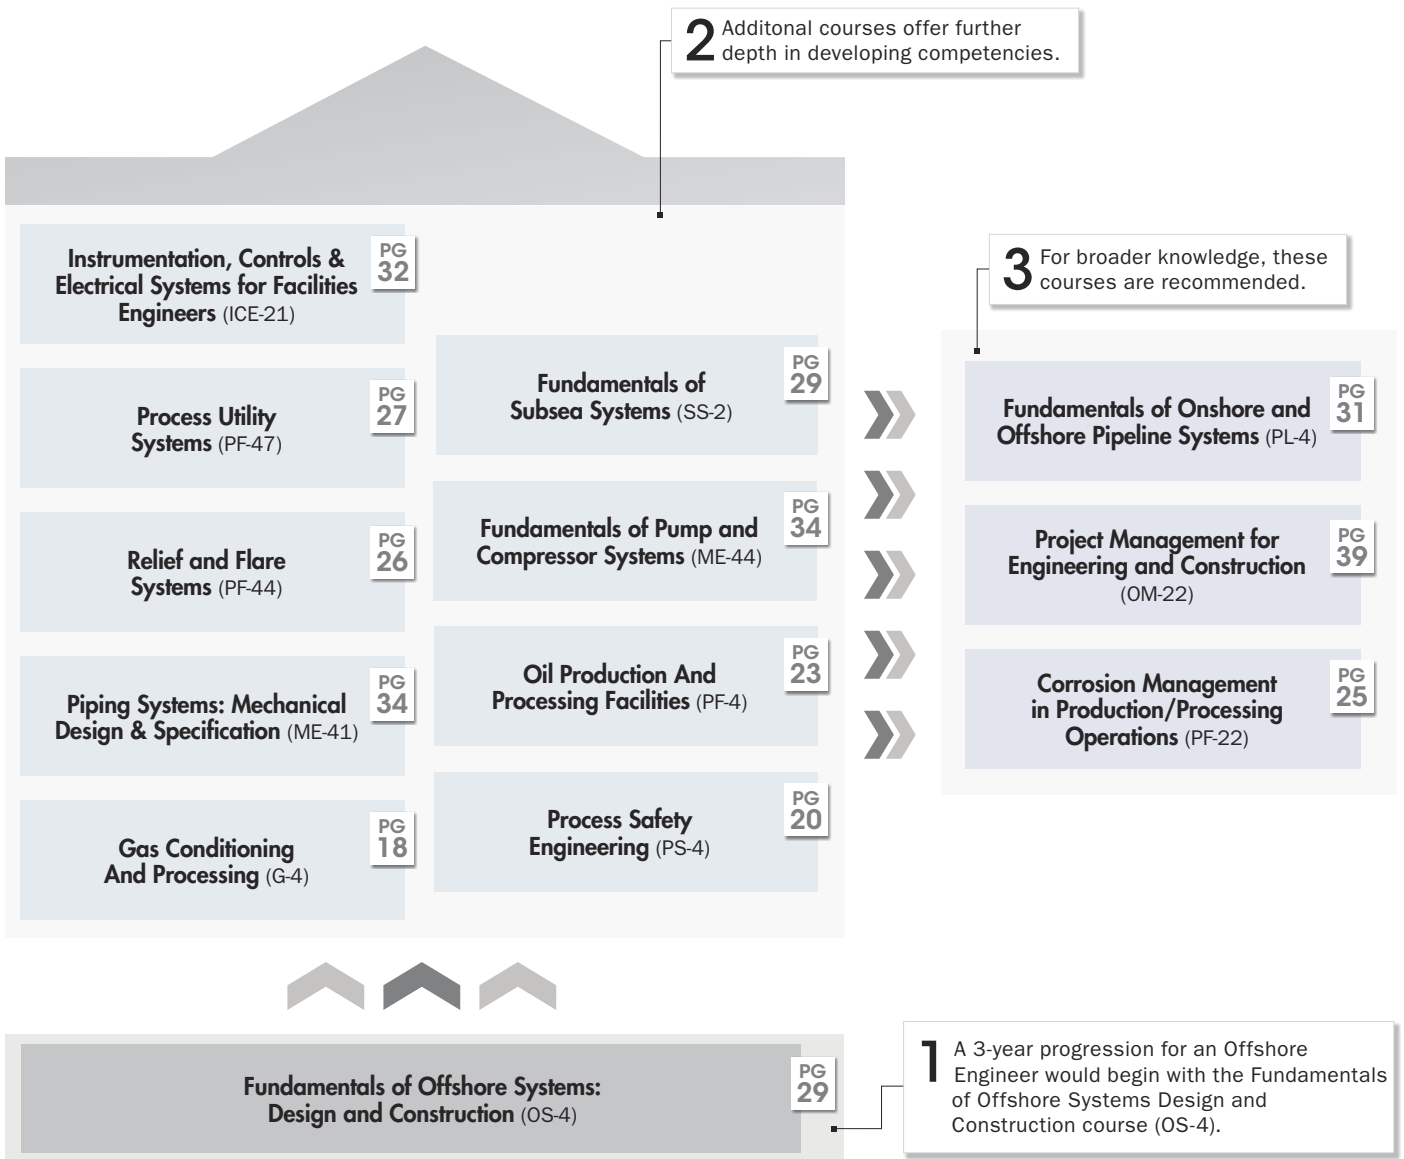 2 Additonal courses offer further
depth in developing competencies.
Instrumentation, Controls &
Electrical Systems for Facilities
Engineers (ICE-21)
PG
32
Process Utility
Systems (PF-47)
PG
27
Relief and Flare
Systems (PF-44)
PG
26
Piping Systems: Mechanical
Design & Specification (ME-41)
PG
34
Gas Conditioning
And Processing (G-4)
PG
18
Fundamentals of
Subsea Systems (SS-2)
PG
29
Fundamentals of Pump and
Compressor Systems (ME-44)
PG
34
Oil Production And
Processing Facilities (PF-4)
PG
23
Process Safety
Engineering (PS-4)
PG
20
3 For broader knowledge, these
courses are recommended.
Fundamentals of Onshore and
Offshore Pipeline Systems (PL-4)
PG
31
Project Management for
Engineering and Construction
(OM-22)
PG
39
Corrosion Management
in Production/Processing
Operations (PF-22)
PG
25
Fundamentals of Offshore Systems:
Design and Construction (OS-4)
PG
29
1 A 3-year progression for an Offshore
Engineer would begin with the Fundamentals
of Offshore Systems Design and
Construction course (OS-4).